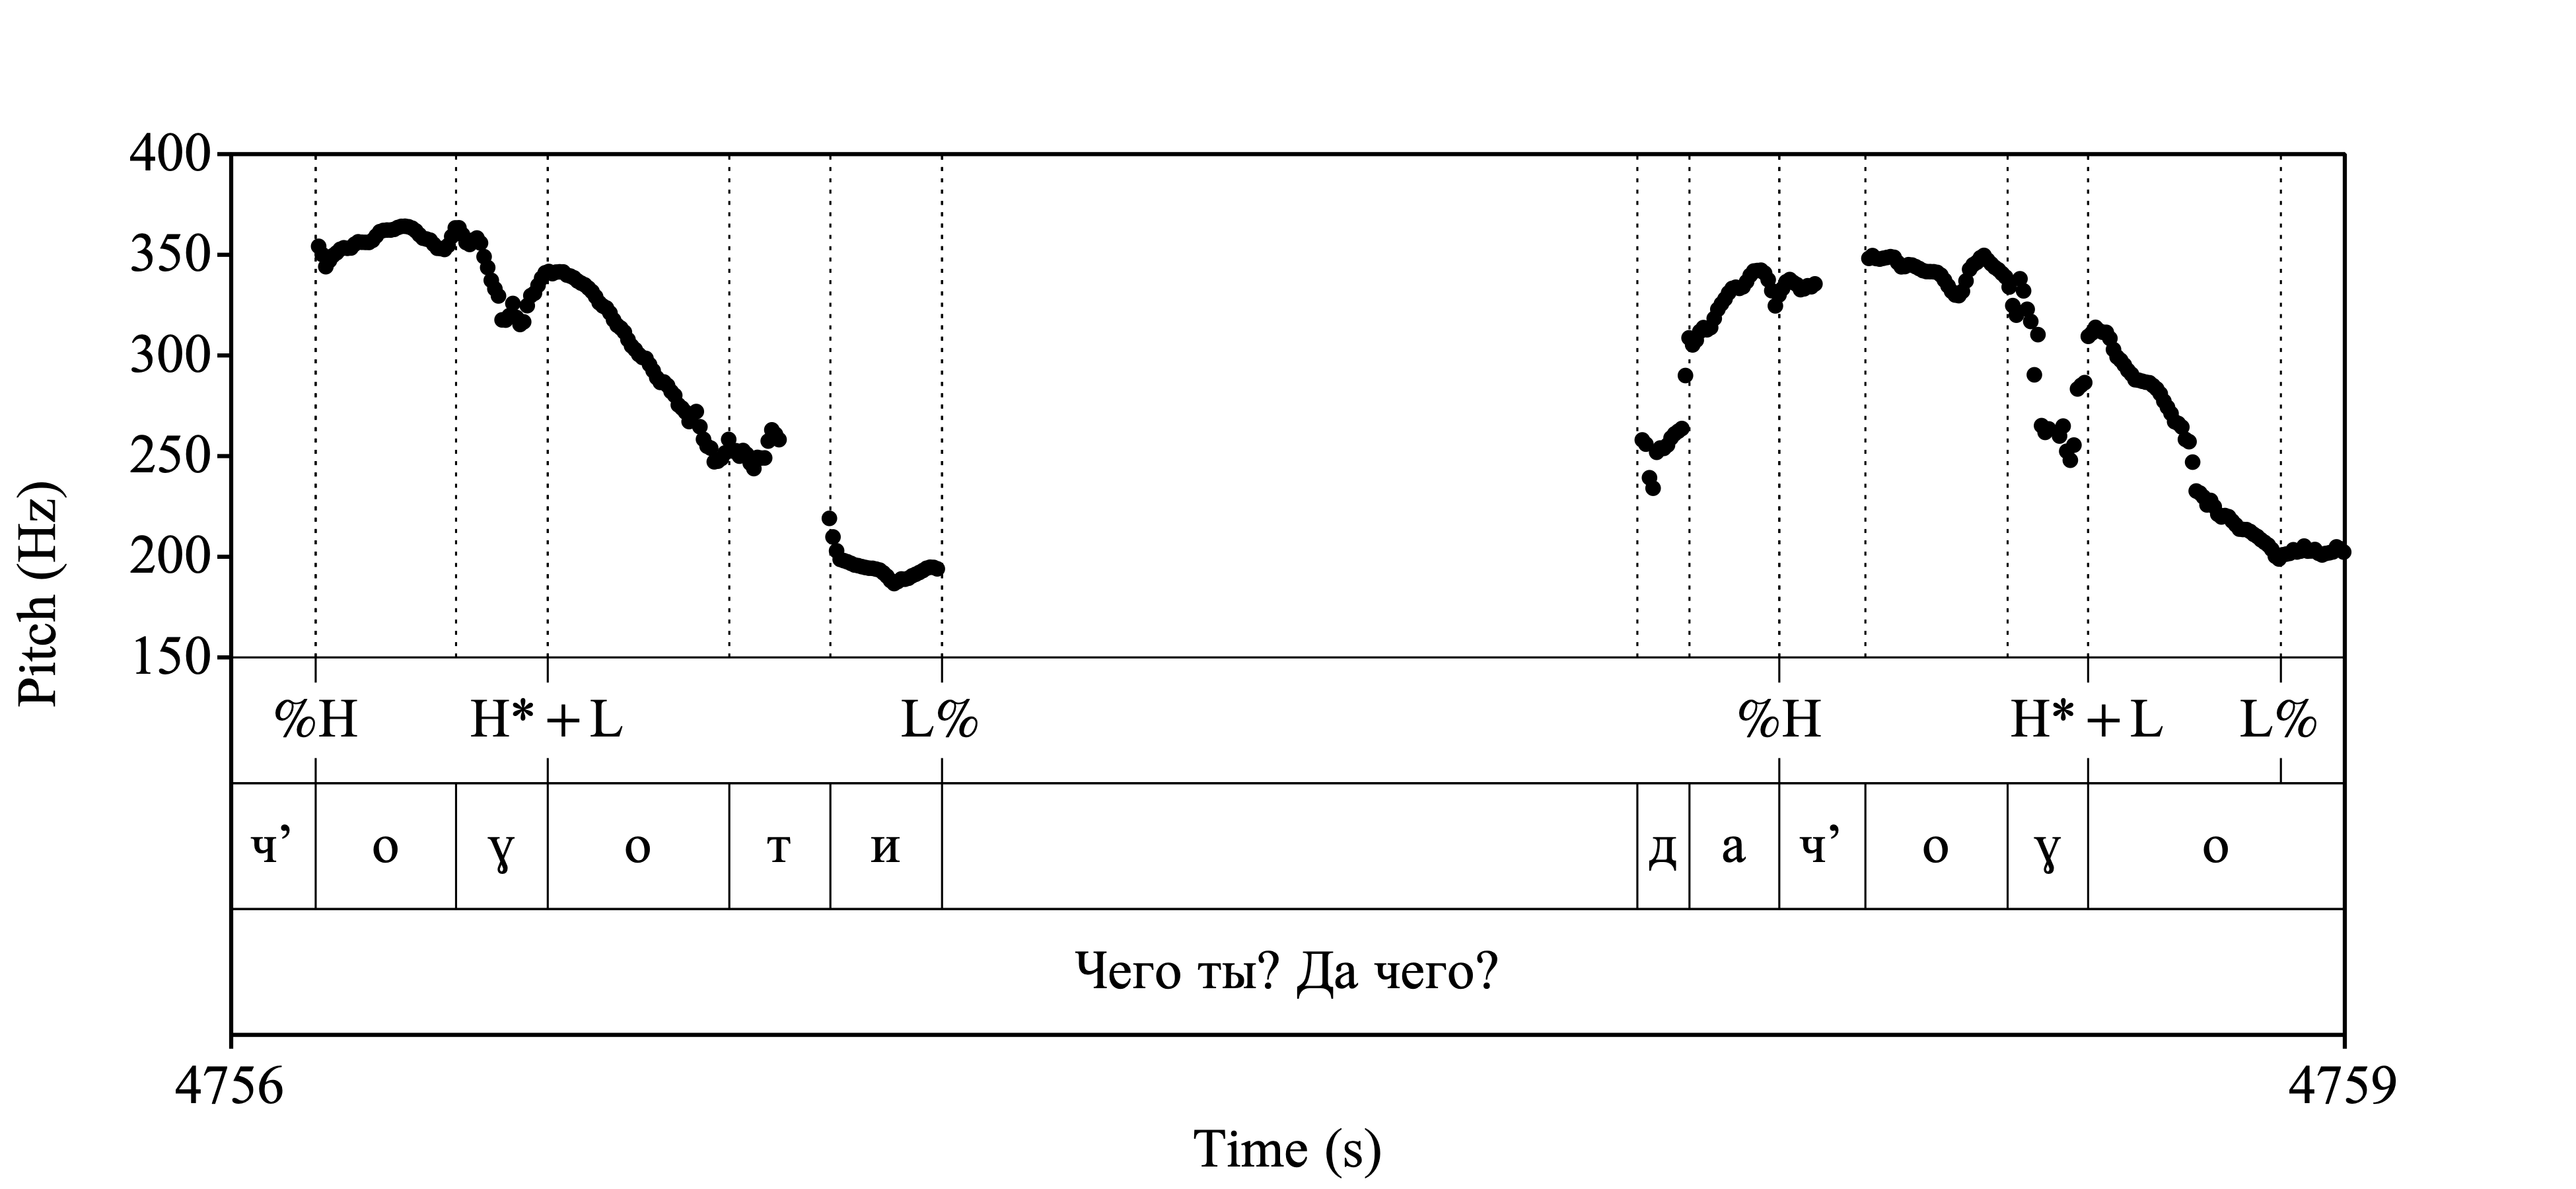 400
350
300
250
200
150
Pitch (Hz)
%H H* + L L% %H H* + L L%
ч’ о ɣ о т и д а ч’ о ɣ о
Чего ты? Да чего?
4756 4759
Time (s)